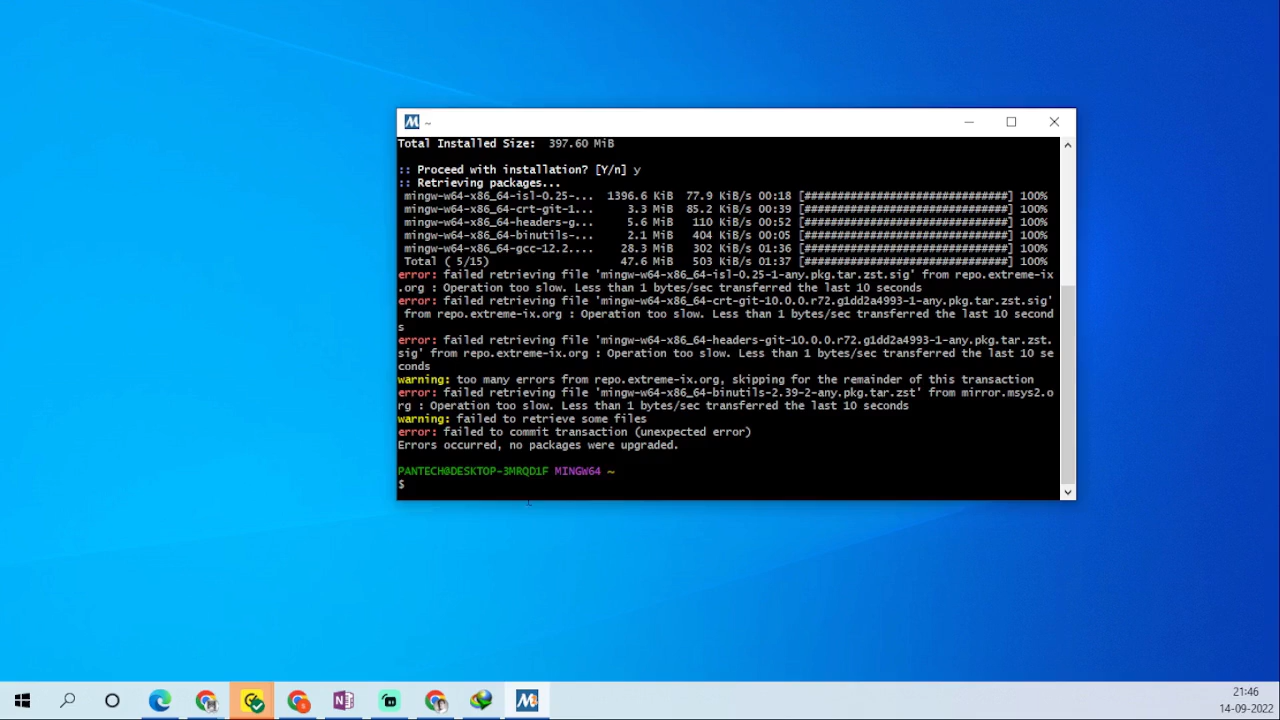 ~
Total Installed Size:  397.60 MiB
:: Proceed with installation? [Y/n] y
:: Retrieving packages...
mingw-w64-x86_64-isl-0.25-...  1396.6 KiB  77.9 KiB/s 00:18 [###############################] 100%
mingw-w64-x86_64-crt-git-1...     3.3 MiB  85.2 KiB/s 00:39 [###############################] 100%
mingw-w64-x86_64-headers-g...     5.6 MiB   110 KiB/s 00:52 [###############################] 100%
mingw-w64-x86_64-binutils-...     2.1 MiB   404 KiB/s 00:05 [###############################] 100%
mingw-w64-x86_64-gcc-12.2....    28.3 MiB   302 KiB/s 01:36 [###############################] 100%
Total ( 5/15)                    47.6 MiB   503 KiB/s 01:37 [###############################] 100%
error: failed retrieving file 'mingw-w64-x86_64-isl-0.25-1-any.pkg.tar.zst.sig' from repo.extreme-ix
.org : Operation too slow. Less than 1 bytes/sec transferred the last 10 seconds
error: failed retrieving file 'mingw-w64-x86_64-crt-git-10.0.0.r72.g1dd2a4993-1-any.pkg.tar.zst.sig'
from repo.extreme-ix.org : Operation too slow. Less than 1 bytes/sec transferred the last 10 second
s
error: failed retrieving file 'mingw-w64-x86_64-headers-git-10.0.0.r72.g1dd2a4993-1-any.pkg.tar.zst.
sig' from repo.extreme-ix.org : Operation too slow. Less than 1 bytes/sec transferred the last 10 se
conds
warning: too many errors from repo.extreme-ix.org, skipping for the remainder of this transaction
error: failed retrieving file 'mingw-w64-x86_64-binutils-2.39-2-any.pkg.tar.zst' from mirror.msys2.o
rg : Operation too slow. Less than 1 bytes/sec transferred the last 10 seconds
warning: failed to retrieve some files
error: failed to commit transaction (unexpected error)
Errors occurred, no packages were upgraded.
PANTECH@DESKTOP-3MRQD1F MINGW64 ~
$
21:46
14-09-2022